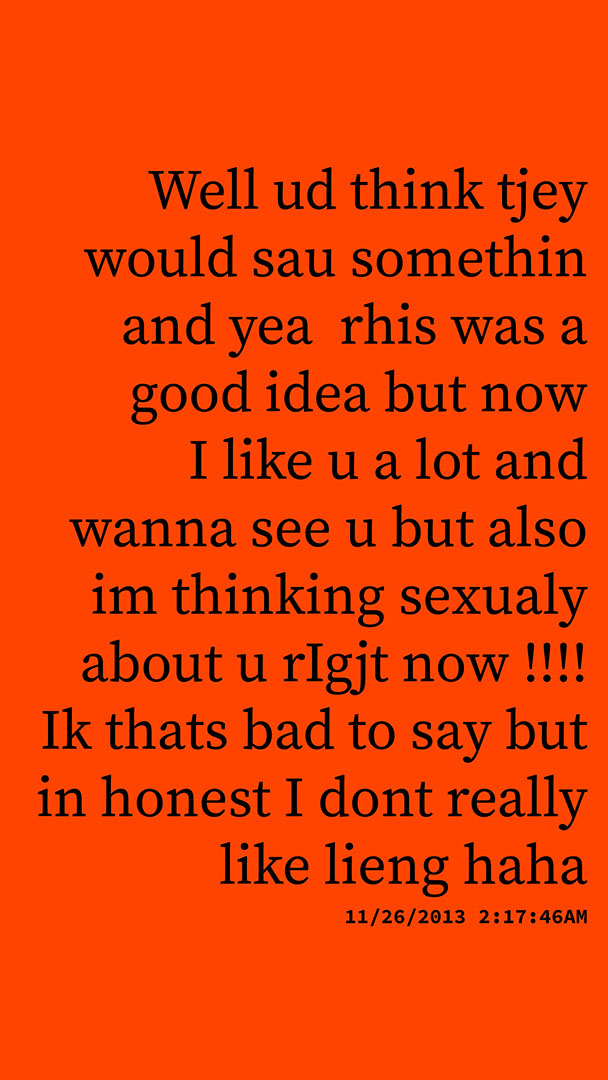 Well ud think tjey
would sau somethin
and yea  rhis was a
good idea but now
I like u a lot and
wanna see u but also
im thinking sexualy
about u rIgjt now !!!!
Ik thats bad to say but
in honest I dont really
like lieng haha
11/26/2013 2:17:46AM